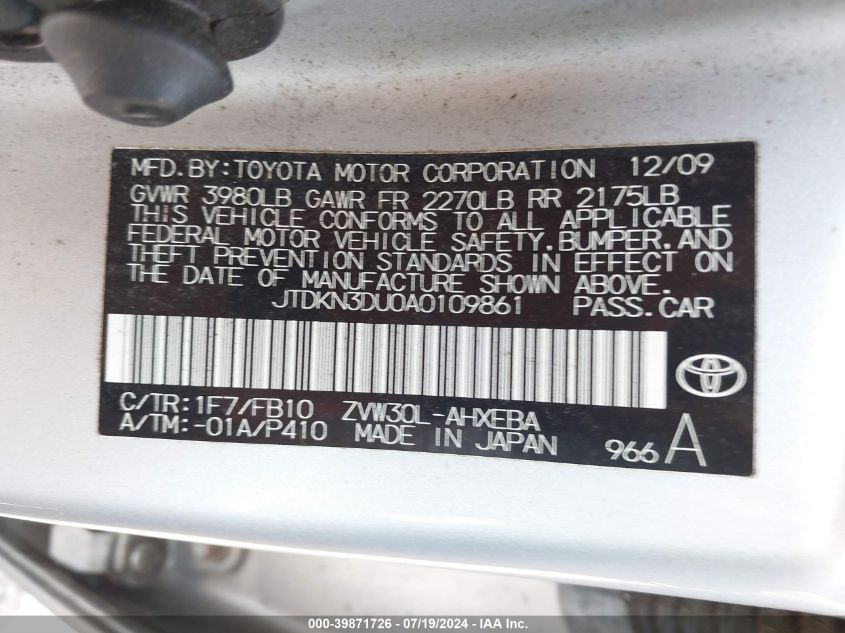 MFD.BY:TOYOTA MOTOR CORPORATION 12/09
GVWR 3980LB GAWR FR 2270LB RR 2175LB
THIS VEHICLE CONFORMS TO ALL APPLICABLE
FEDERAL MOTOR VEHICLE SAFETY,BUMPER,AND
THEFT PREVENTION STANDARDS IN EFFECT ON
THE DATE OF MANUFACTURE SHOWN ABOVE.
JTDKN3DU0A0109861 PASS.CAR
C/TR:1F7/FB10 ZVW30L-AHXEBA
A/TM:-01A/P410 MADE IN JAPAN 966 A
000-39871726 - 07/19/2024 - IAA Inc.